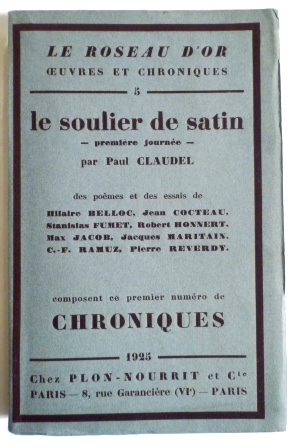 LE ROSEAU D'OR
ŒUVRES ET CHRONIQUES
5
le soulier de satin
— première journée —
par Paul CLAUDEL
des poèmes et des essais de
Hilaire BELLOC, Jean COCTEAU,
Stanislas FUMET, Robert HONNERT,
Max JACOB, Jacques MARITAIN,
C.-F. RAMUZ, Pierre REVERDY,
composent ce premier numéro de
CHRONIQUES
1925
Chez PLON-NOURRIT et Cie
PARIS — 8, rue Garancière (VIe) — PARIS